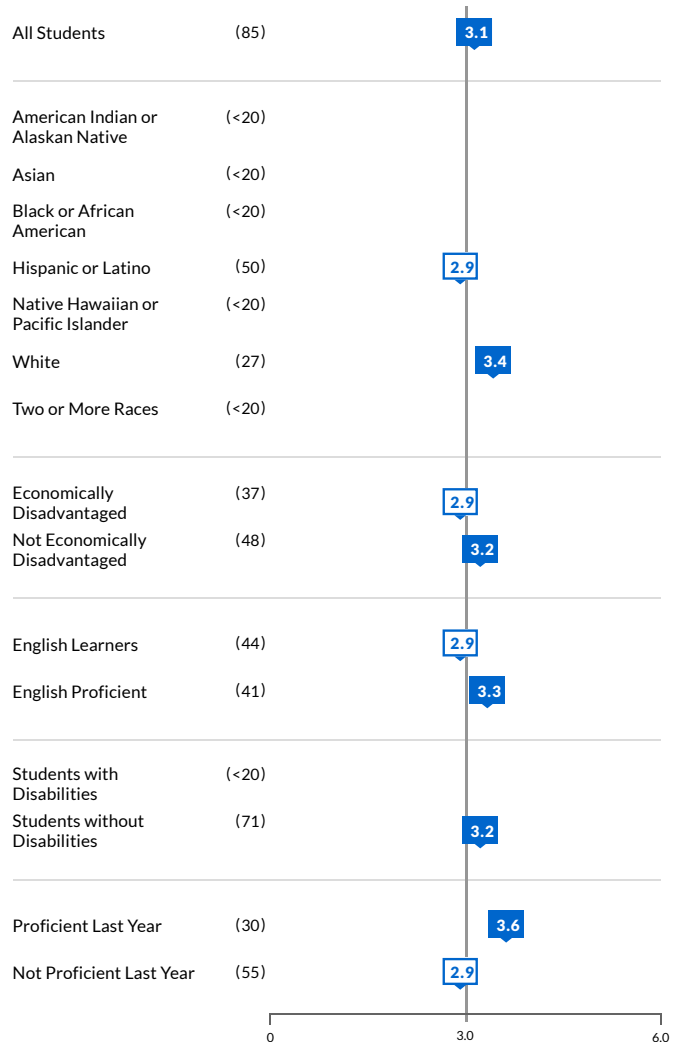 All Students (85) 3.1
American Indian or (<20)
Alaskan Native
Asian (<20)
Black or African (<20)
American
Hispanic or Latino (50) 2.9
Native Hawaiian or (<20)
Pacific Islander
White (27) 3.4
Two or More Races (<20)
Economically (37) 2.9
Disadvantaged
Not Economically (48) 3.2
Disadvantaged
English Learners (44) 2.9
English Proficient (41) 3.3
Students with (<20)
Disabilities
Students without (71) 3.2
Disabilities
Proficient Last Year (30) 3.6
Not Proficient Last Year (55) 2.9
0 3.0 6.0